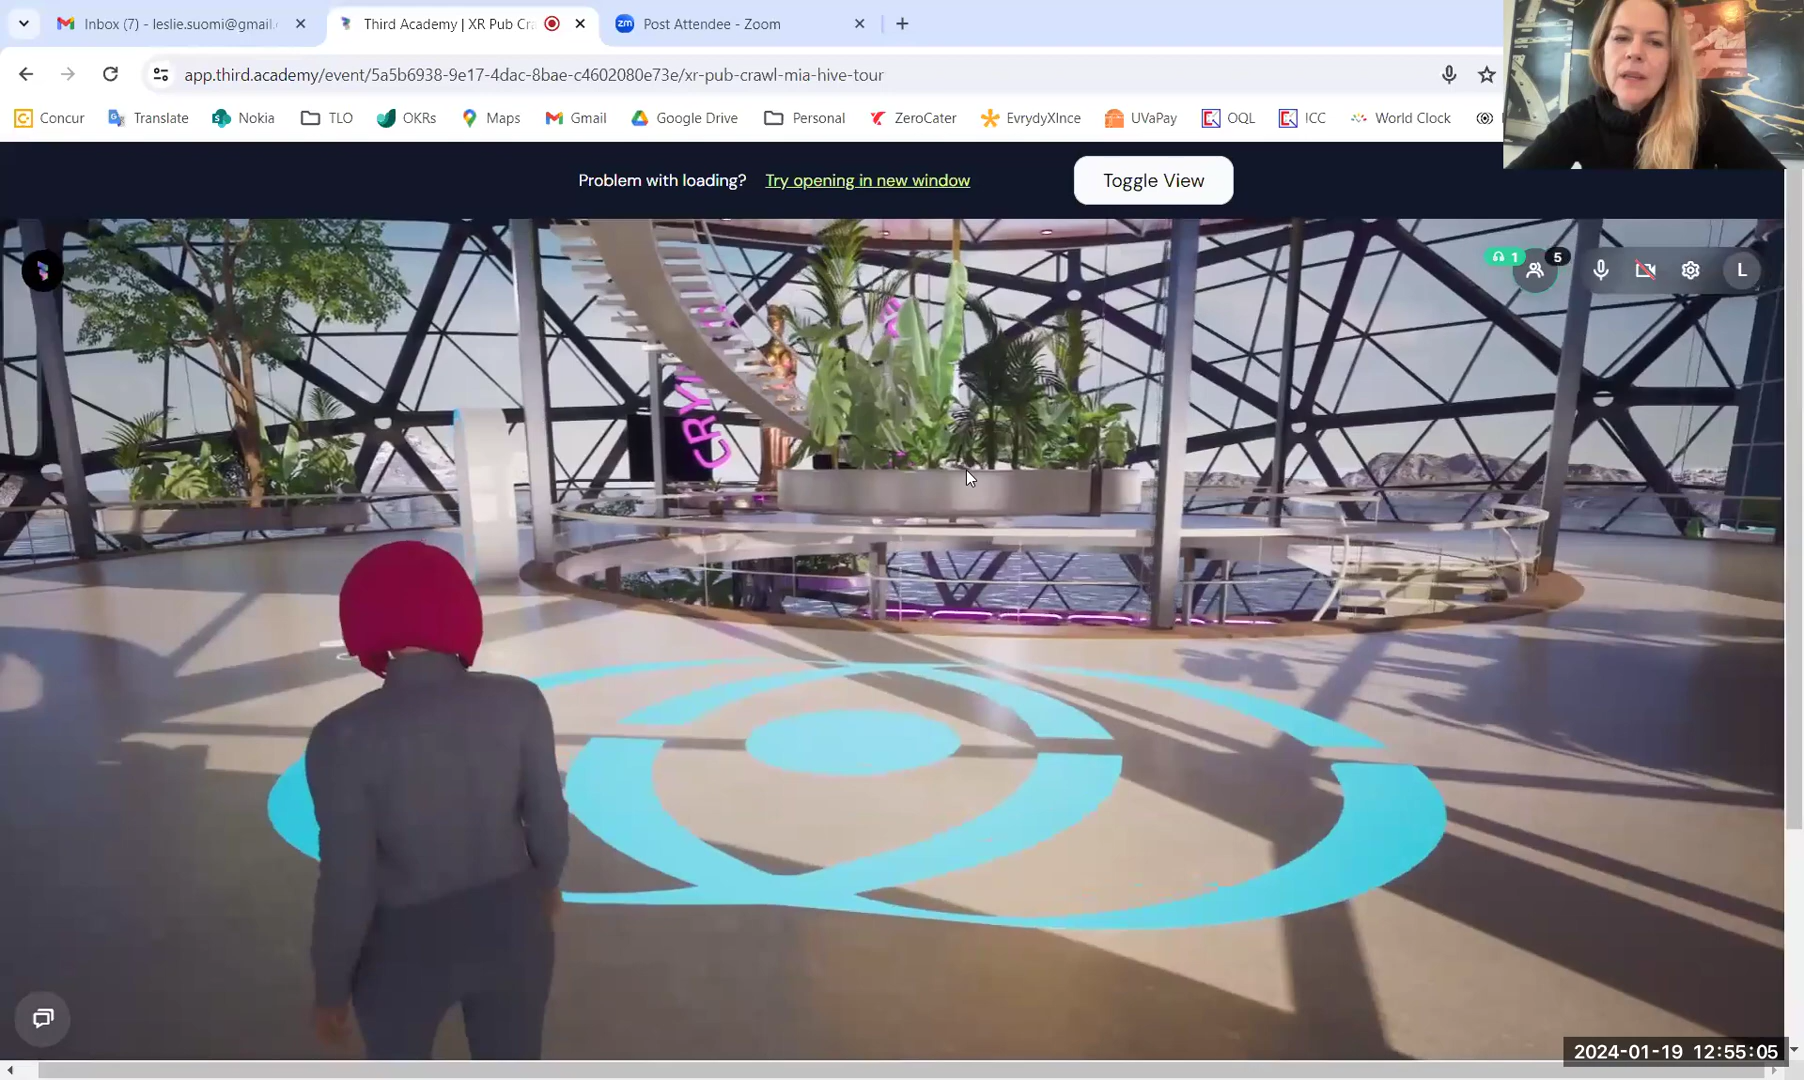 Inbox (7) - leslie.suomi@gmail.
Third Academy | XR Pub Cra
zm Post Attendee - Zoom
app.third.academy/event/5a5b6938-9e17-4dac-8bae-c4602080e73e/xr-pub-crawl-mia-hive-tour
Concur Translate Nokia TLO OKRs Maps Gmail Google Drive Personal ZeroCater EvrydyXInce UVaPay OQL ICC World Clock
Problem with loading? Try opening in new window Toggle View
1 5 L
2024-01-19 12:55:05